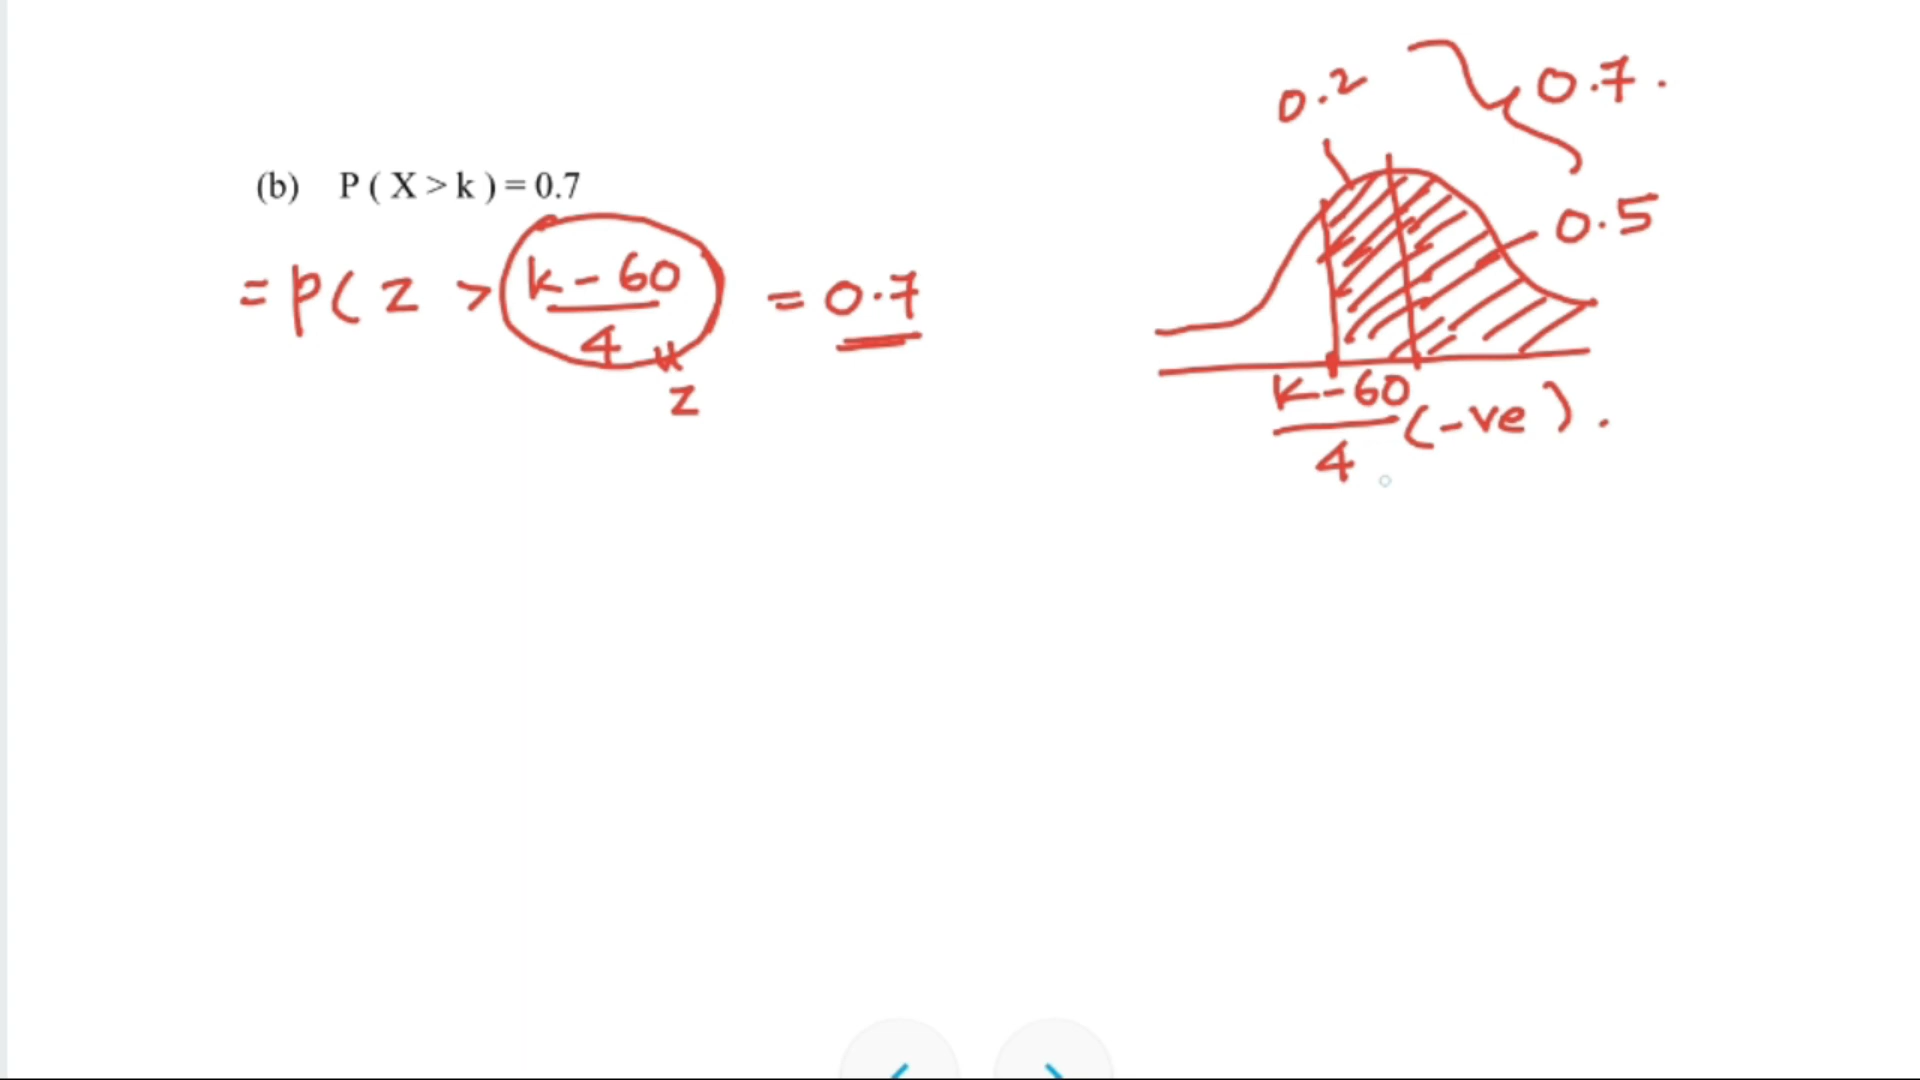 (b) P ( X > k ) = 0.7
= P( z > k - 60 / 4 = 0.7
z
0.2
0.7.
0.5
k - 60 / 4 (-ve).